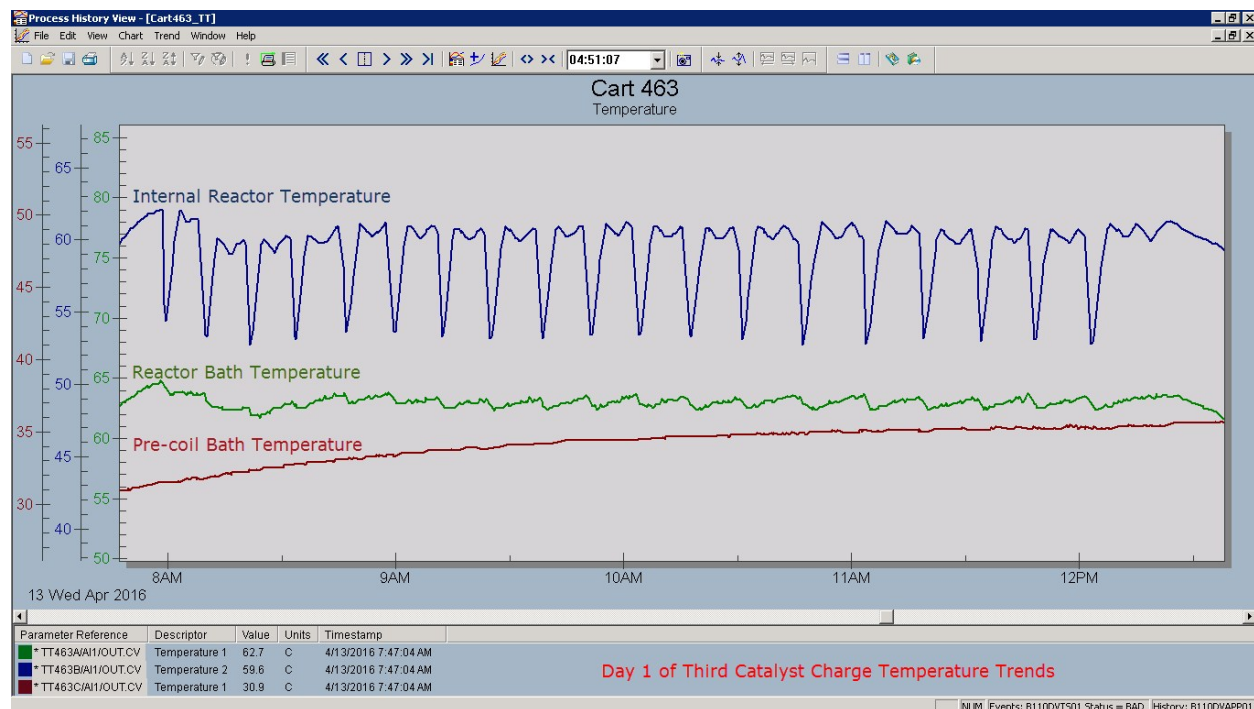 Process History View - [Cart463_TT]
File Edit View Chart Trend Window Help
04:51:07
Cart 463
Temperature
55
50
45
40
35
30
65
60
55
50
45
40
85
80
75
70
65
60
55
50
Internal Reactor Temperature
Reactor Bath Temperature
Pre-coil Bath Temperature
8AM 9AM 10AM 11AM 12PM
13 Wed Apr 2016
Parameter Reference Descriptor Value Units Timestamp
* TT463A/AI1/OUT.CV Temperature 1 62.7 C 4/13/2016 7:47:04 AM
* TT463B/AI1/OUT.CV Temperature 2 59.6 C 4/13/2016 7:47:04 AM
* TT463C/AI1/OUT.CV Temperature 1 30.9 C 4/13/2016 7:47:04 AM
Day 1 of Third Catalyst Charge Temperature Trends
NUM Events: B110DVTS01 Status = BAD History: B110DVAPP01